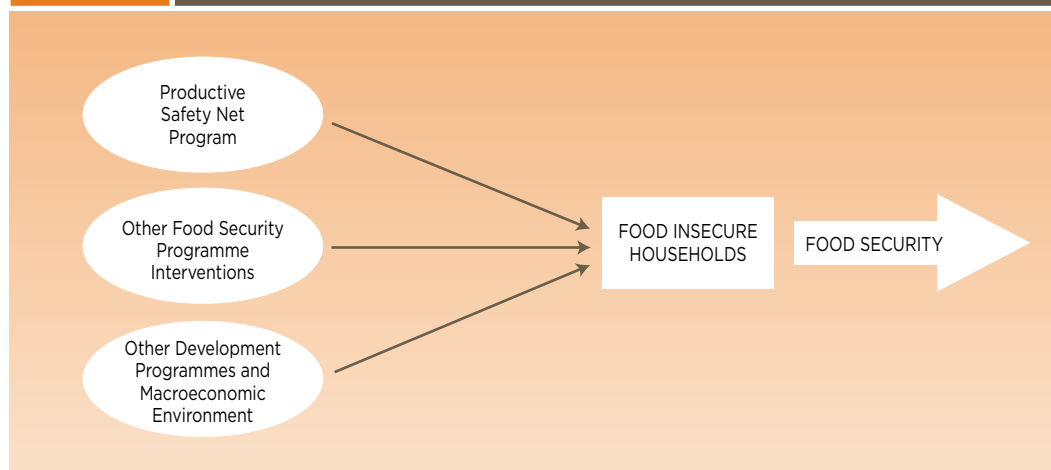 Productive
Safety Net
Program
Other Food Security
Programme
Interventions
Other Development
Programmes and
Macroeconomic
Environment
FOOD INSECURE
HOUSEHOLDS
FOOD SECURITY